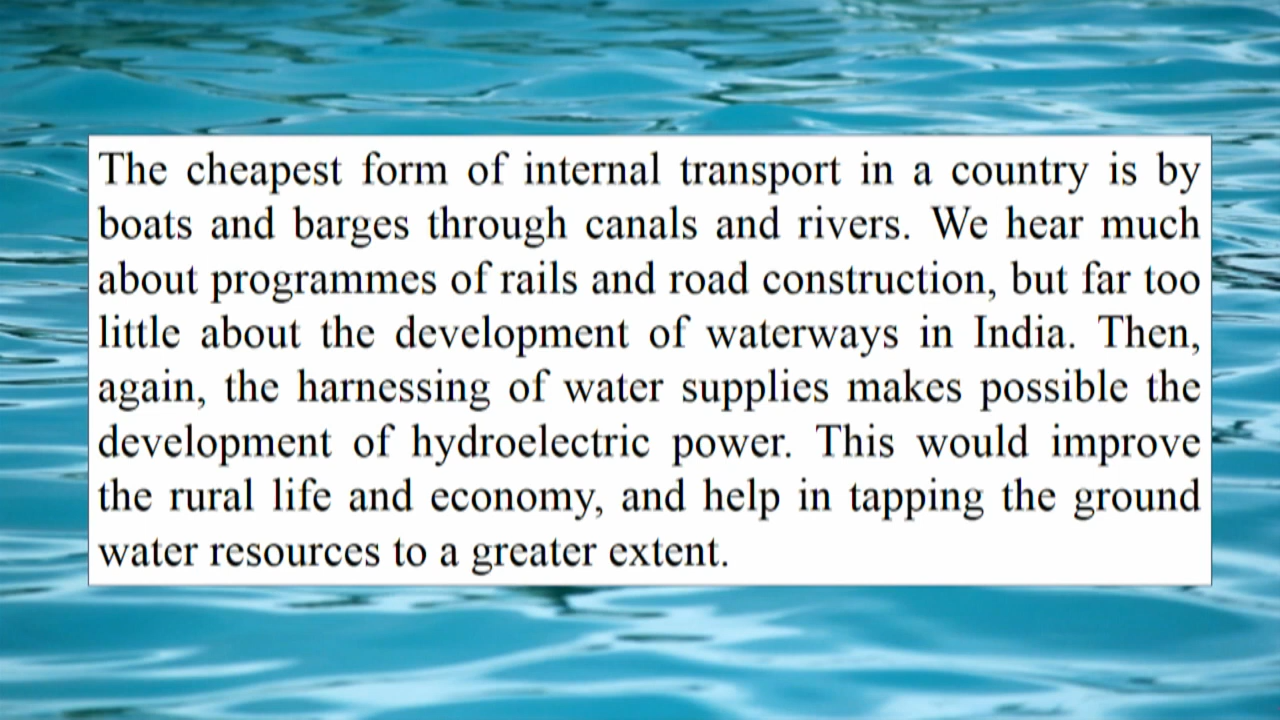 The cheapest form of internal transport in a country is by
boats and barges through canals and rivers. We hear much
about programmes of rails and road construction, but far too
little about the development of waterways in India. Then,
again, the harnessing of water supplies makes possible the
development of hydroelectric power. This would improve
the rural life and economy, and help in tapping the ground
water resources to a greater extent.